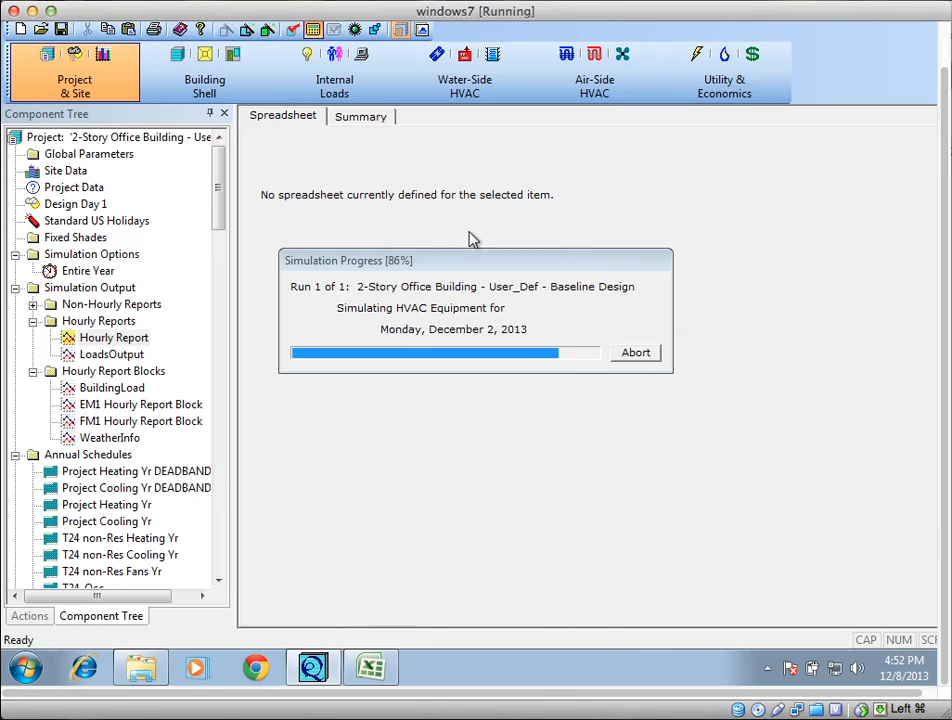 windows7 [Running]
Project
& Site
Building
Shell
Internal
Loads
Water-Side
HVAC
Air-Side
HVAC
Utility &
Economics
Component Tree
Spreadsheet
Summary
Project: '2-Story Office Building - Use
Global Parameters
Site Data
Project Data
Design Day 1
Standard US Holidays
Fixed Shades
Simulation Options
Entire Year
Simulation Output
Non-Hourly Reports
Hourly Reports
Hourly Report
LoadsOutput
Hourly Report Blocks
BuildingLoad
EM1 Hourly Report Block
FM1 Hourly Report Block
WeatherInfo
Annual Schedules
Project Heating Yr DEADBAND
Project Cooling Yr DEADBAND
Project Heating Yr
Project Cooling Yr
T24 non-Res Heating Yr
T24 non-Res Cooling Yr
T24 non-Res Fans Yr
No spreadsheet currently defined for the selected item.
Simulation Progress [86%]
Run 1 of 1: 2-Story Office Building - User_Def - Baseline Design
Simulating HVAC Equipment for
Monday, December 2, 2013
Abort
Actions
Component Tree
Ready
CAP NUM SCF
4:52 PM
12/8/2013
Left ⌘